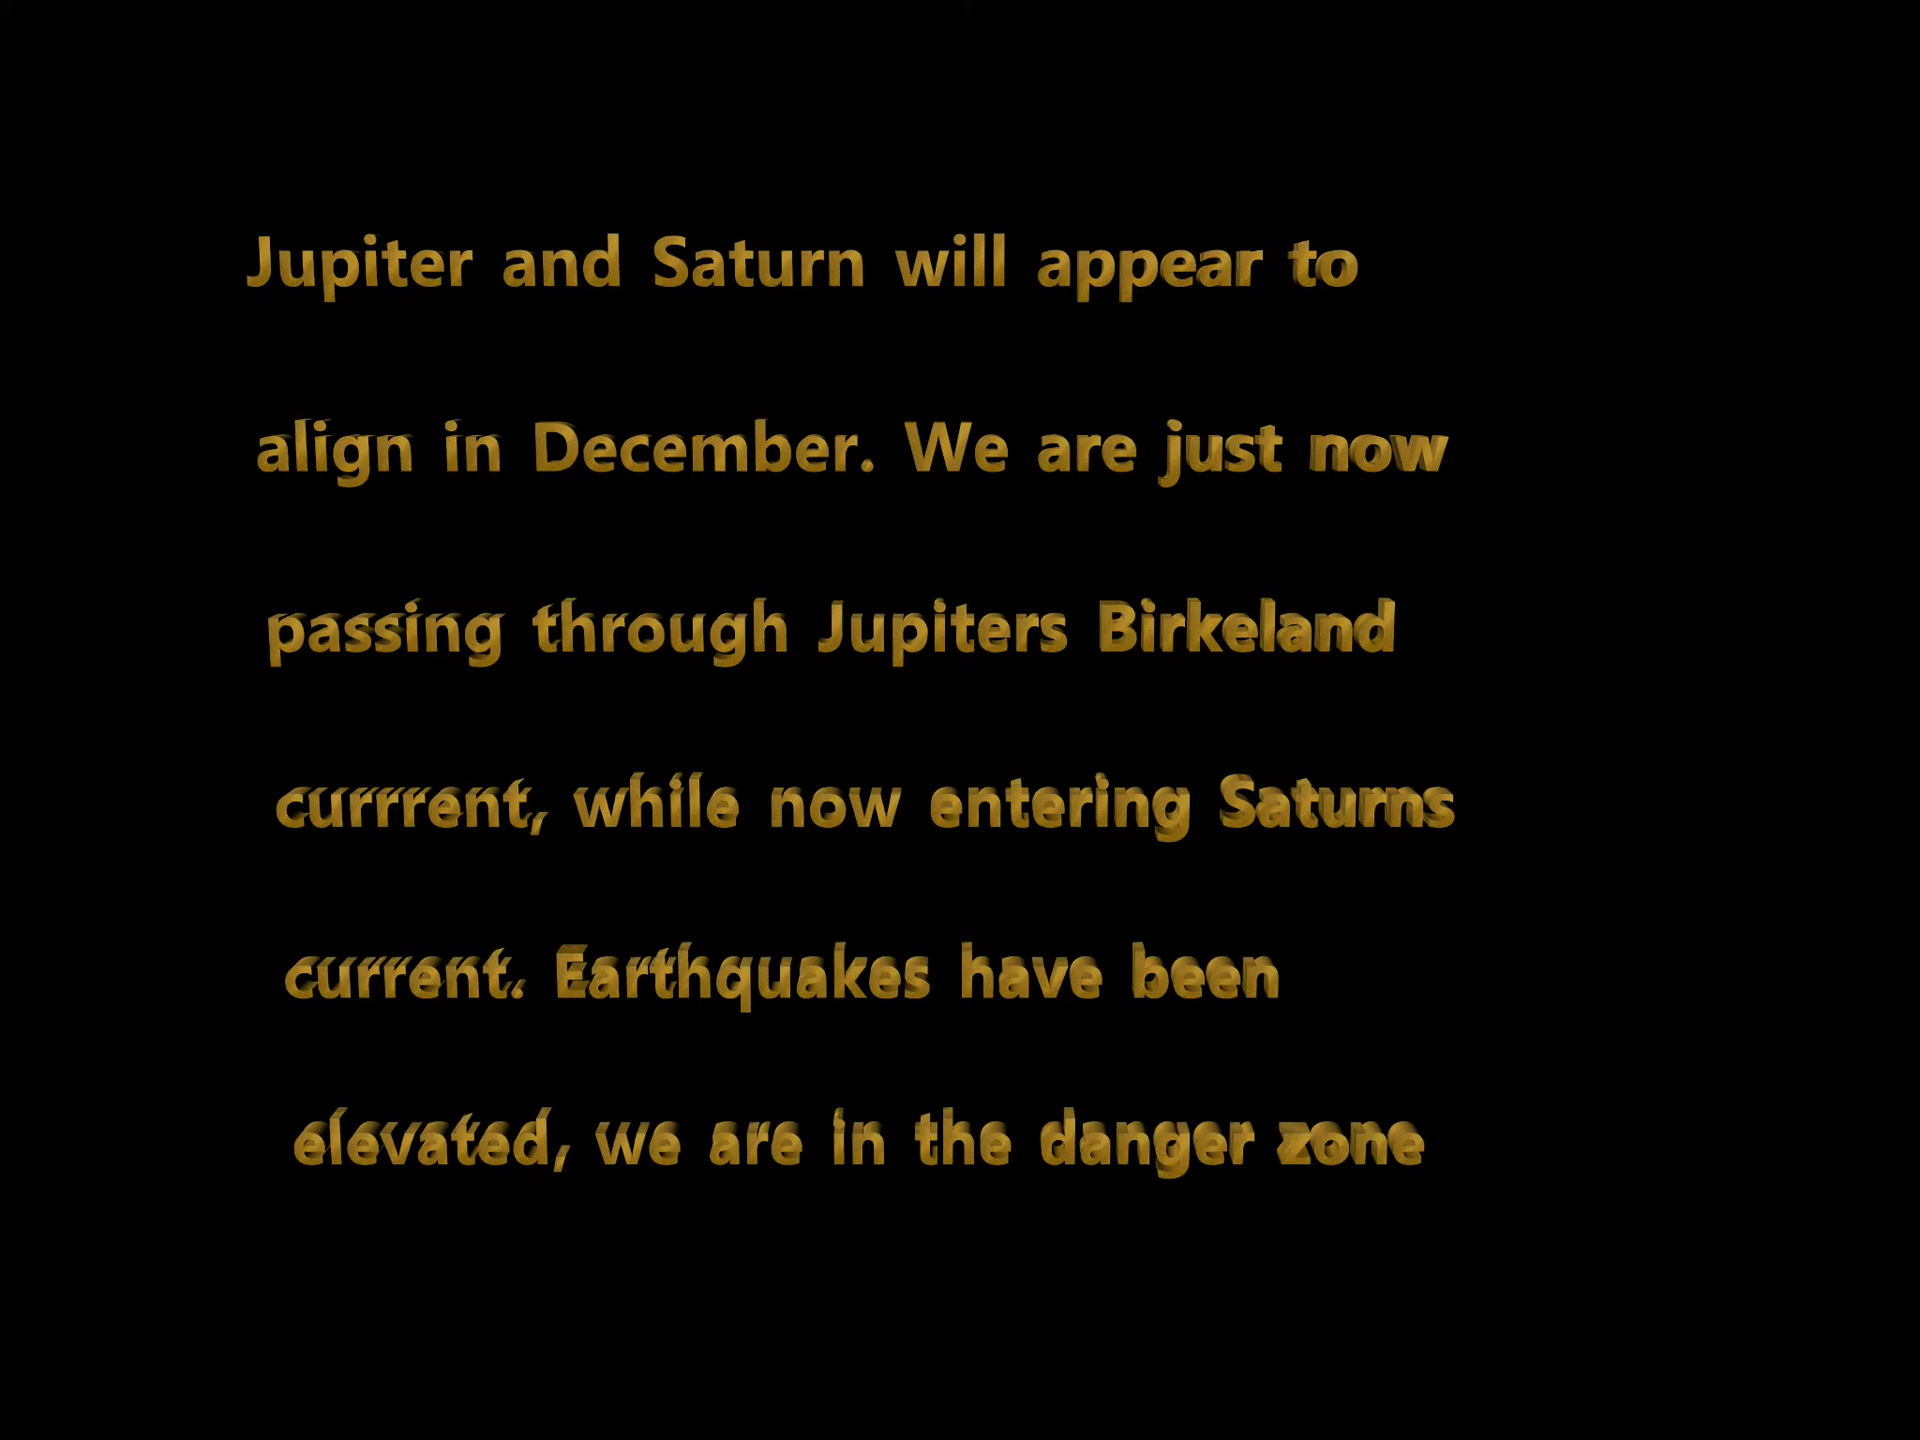 Jupiter and Saturn will appear to
align in December. We are just now
passing through Jupiters Birkeland
currrent, while now entering Saturns
current. Earthquakes have been
elevated, we are in the danger zone